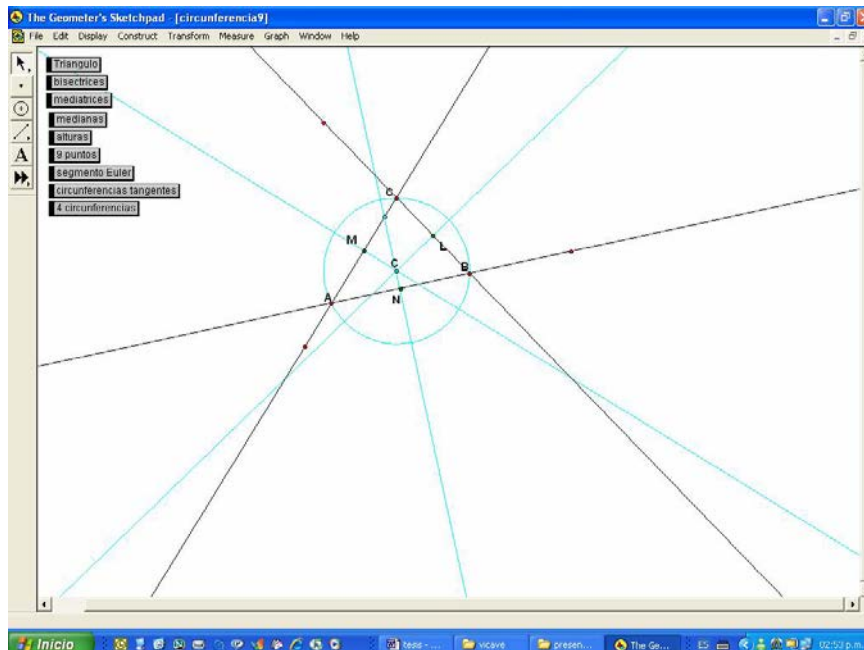 The Geometer's Sketchpad - [circunferencia9]
File Edit Display Construct Transform Measure Graph Window Help
Triangulo
bisectrices
mediatrices
medianas
alturas
9 puntos
segmento Euler
circunferencias tangentes
4 circunferencias
A
C
M
L
C
B
A
N
Inicio
tesis - ...
vicave
presen...
The Ge...
ES
02:53 p.m.